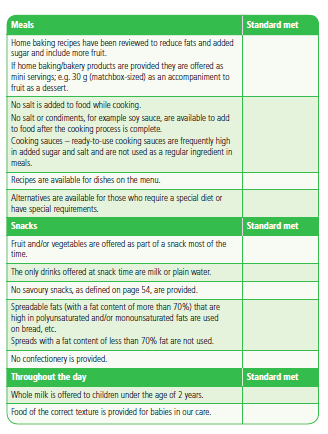 Meals Standard met
Home baking recipes have been reviewed to reduce fats and added
sugar and include more fruit.
If home baking/bakery products are provided they are offered as
mini servings; e.g. 30 g (matchbox-sized) as an accompaniment to
fruit as a dessert.
No salt is added to food while cooking.
No salt or condiments, for example soy sauce, are available to add
to food after the cooking process is complete.
Cooking sauces – ready-to-use cooking sauces are frequently high
in added sugar and salt and are not used as a regular ingredient in
meals.
Recipes are available for dishes on the menu.
Alternatives are available for those who require a special diet or
have special requirements.
Snacks Standard met
Fruit and/or vegetables are offered as part of a snack most of the
time.
The only drinks offered at snack time are milk or plain water.
No savoury snacks, as defined on page 54, are provided.
Spreadable fats (with a fat content of more than 70%) that are
high in polyunsaturated and/or monounsaturated fats are used
on bread, etc.
Spreads with a fat content of less than 70% fat are not used.
No confectionery is provided.
Throughout the day Standard met
Whole milk is offered to children under the age of 2 years.
Food of the correct texture is provided for babies in our care.